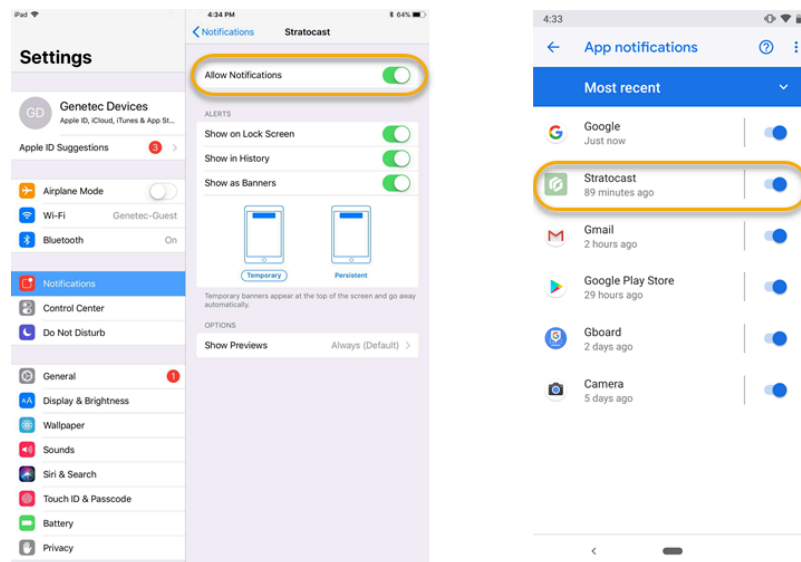 iPad
4:34 PM
64%
Settings
Notifications
Stratocast
GD
Genetec Devices
Apple ID, iCloud, iTunes & App St...
Apple ID Suggestions
3
Airplane Mode
Wi-Fi
Genetec-Guest
Bluetooth
On
Notifications
Control Center
Do Not Disturb
General
1
AA
Display & Brightness
Wallpaper
Sounds
Siri & Search
Touch ID & Passcode
Battery
Privacy
Allow Notifications
ALERTS
Show on Lock Screen
Show in History
Show as Banners
Temporary
Persistent
Temporary banners appear at the top of the screen and go away
automatically.
OPTIONS
Show Previews
Always (Default)
4:33
App notifications
Most recent
Google
Just now
Stratocast
89 minutes ago
Gmail
2 hours ago
Google Play Store
29 hours ago
Gboard
2 days ago
Camera
5 days ago